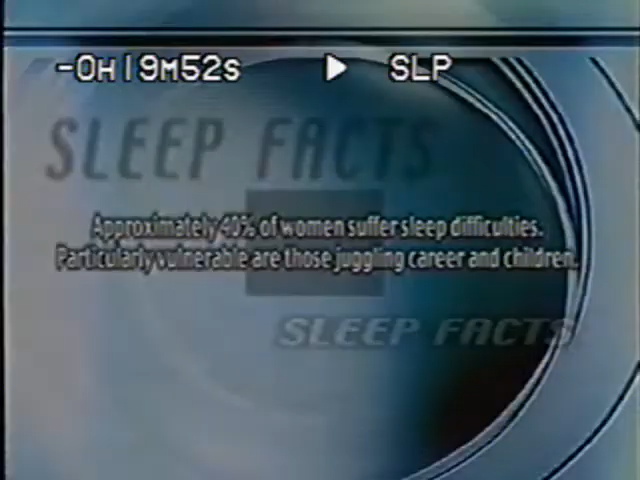 -0H19M52s ▶ SLP
SLEEP FACTS
Approximately 40% of women suffer sleep difficulties.
Particularly vulnerable are those juggling career and children.
SLEEP FACTS